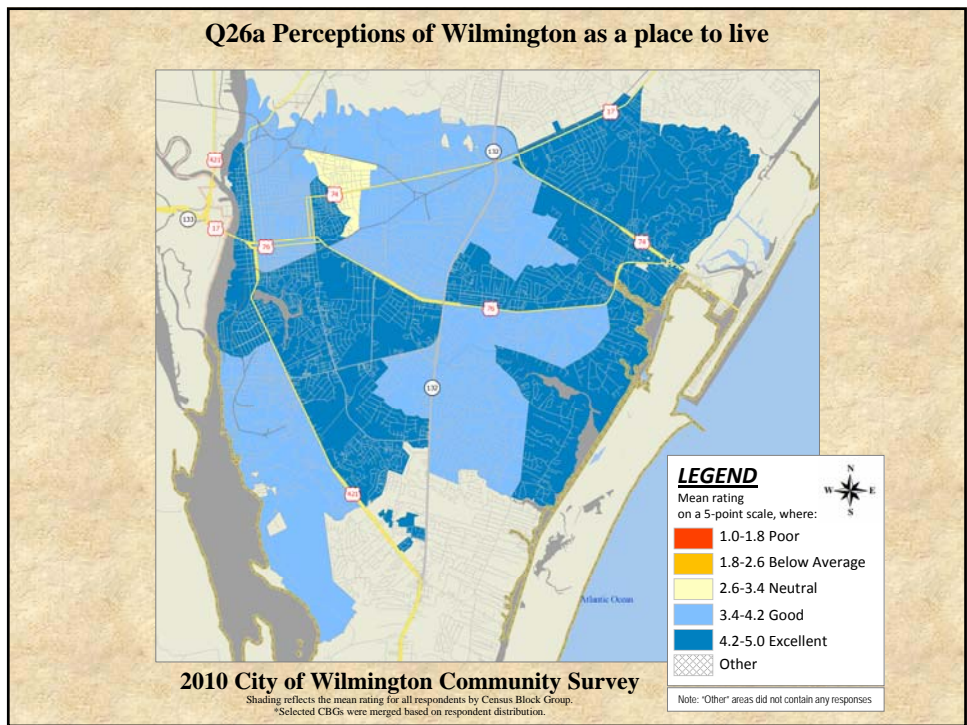 Q26a Perceptions of Wilmington as a place to live
17
132
421
74
133
17
76
74
76
132
421
Atlantic Ocean
LEGEND
N
W E
S
Mean rating
on a 5-point scale, where:
1.0-1.8 Poor
1.8-2.6 Below Average
2.6-3.4 Neutral
3.4-4.2 Good
4.2-5.0 Excellent
Other
Note: "Other" areas did not contain any responses
2010 City of Wilmington Community Survey
Shading reflects the mean rating for all respondents by Census Block Group.
*Selected CBGs were merged based on respondent distribution.